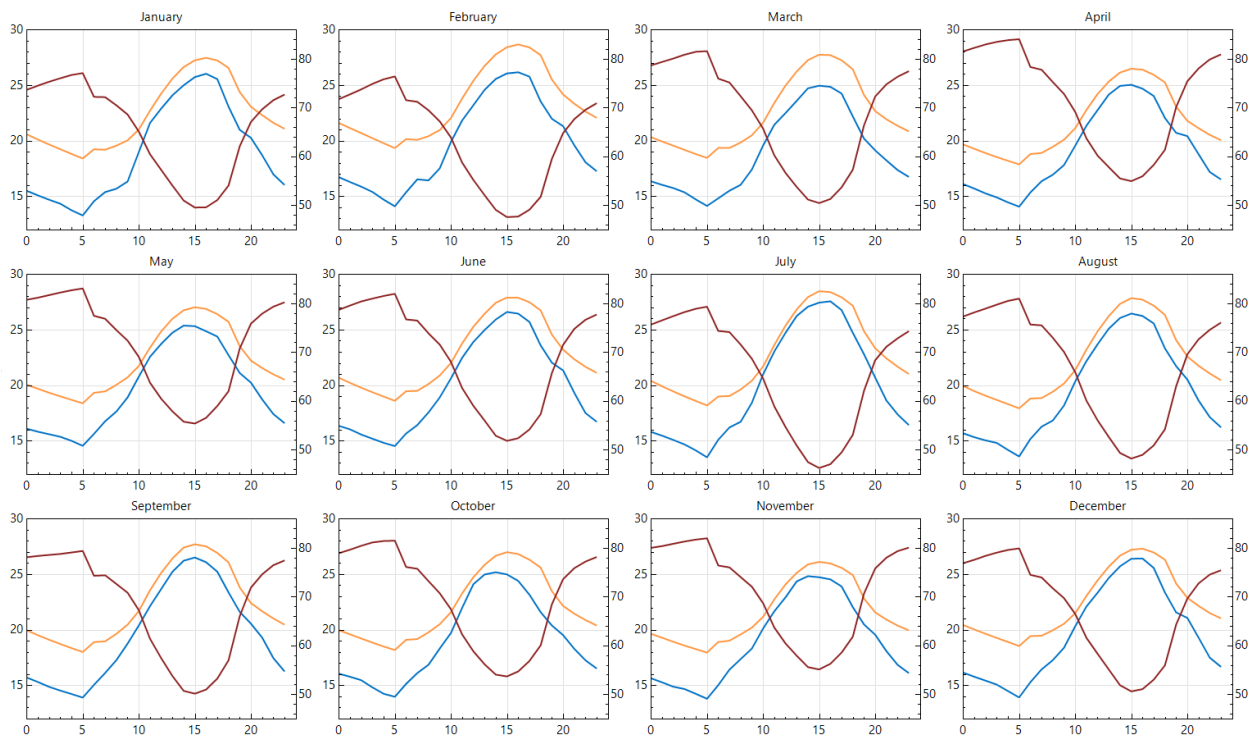 January February March April
30 30 30 30
80 80 80 80
25 25 25 25
70 70 70 70
20 20 20 20
60 60 60 60
15 15 15 15
50 50 50 50
0 5 10 15 20 0 5 10 15 20 0 5 10 15 20 0 5 10 15 20
May June July August
30 30 30 30
80 80 80 80
25 25 25 25
70 70 70 70
20 20 20 20
60 60 60 60
15 15 15 15
50 50 50 50
0 5 10 15 20 0 5 10 15 20 0 5 10 15 20 0 5 10 15 20
September October November December
30 30 30 30
80 80 80 80
25 25 25 25
70 70 70 70
20 20 20 20
60 60 60 60
15 15 15 15
50 50 50 50
0 5 10 15 20 0 5 10 15 20 0 5 10 15 20 0 5 10 15 20